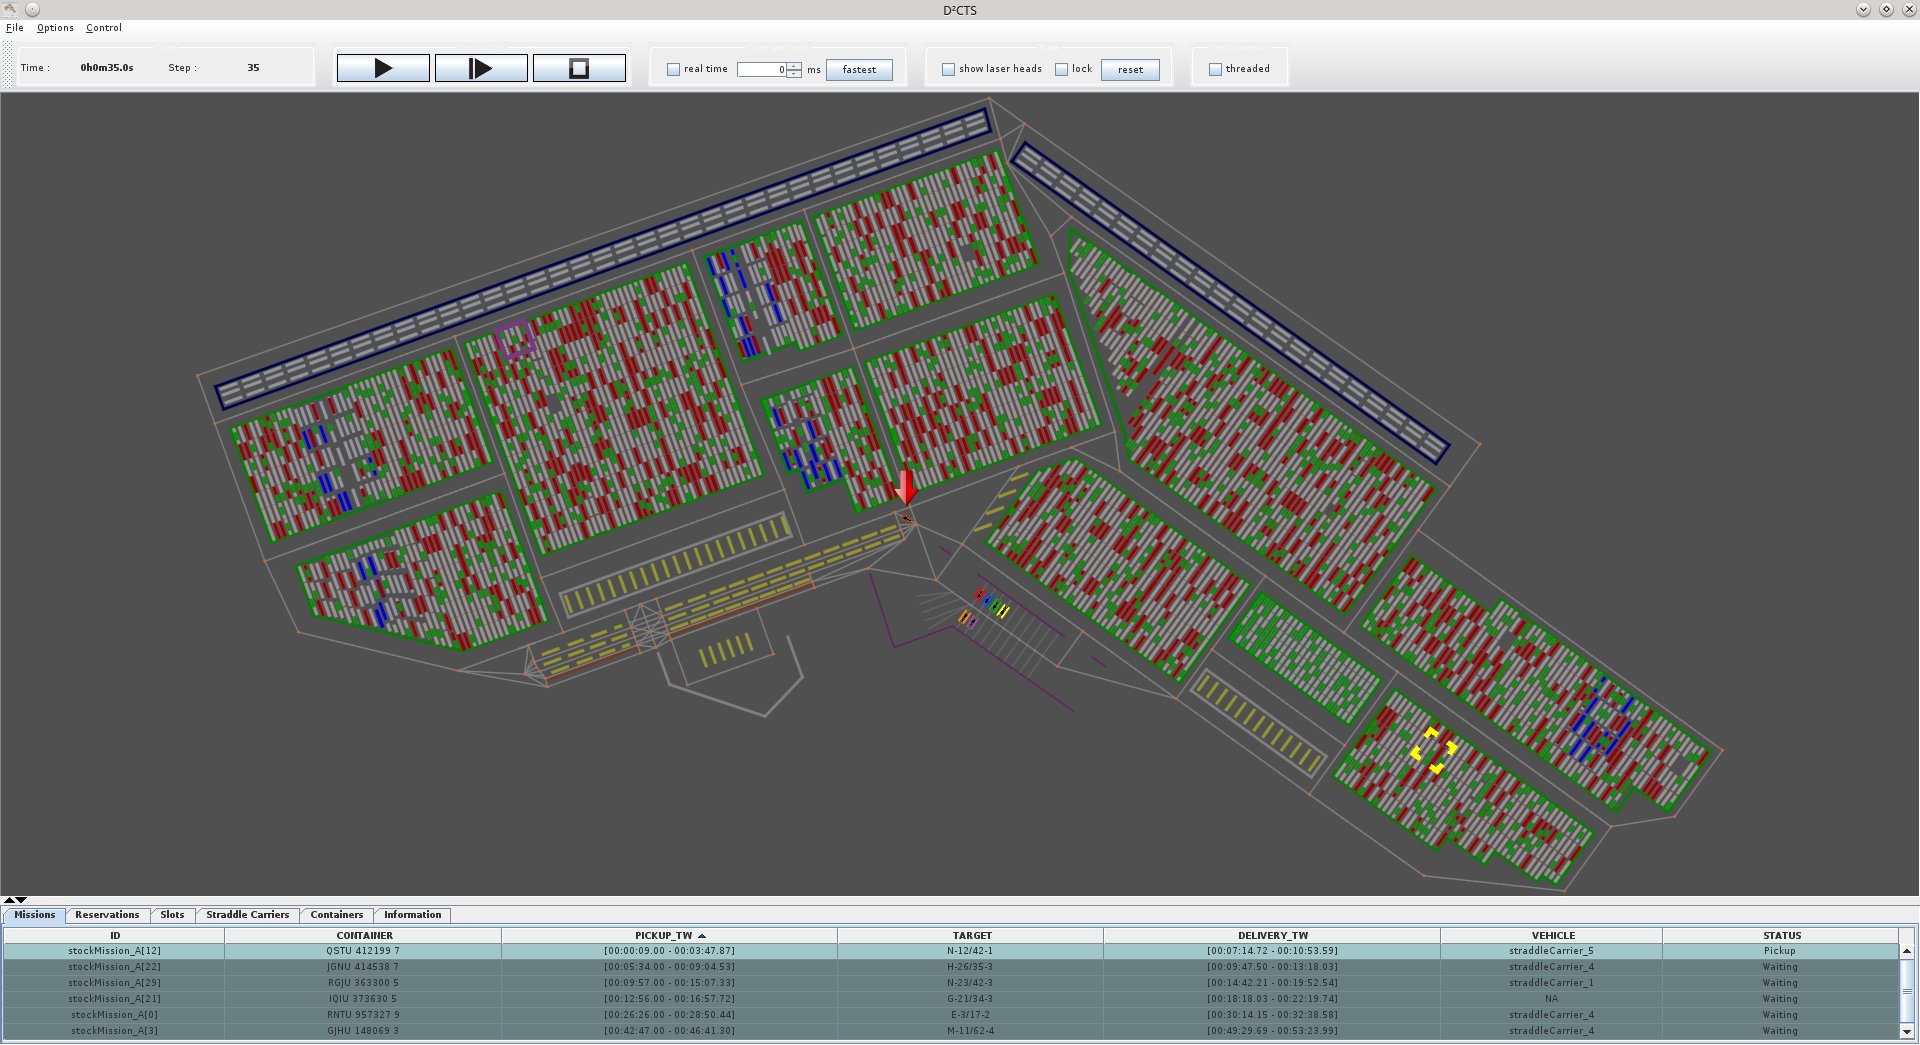 D²CTS
File Options Control
Time : 0h0m35.0s Step : 35
real time 0 ms fastest
show laser heads lock reset
threaded
Missions Reservations Slots Straddle Carriers Containers Information
ID CONTAINER PICKUP_TW TARGET DELIVERY_TW VEHICLE STATUS
stockMission_A[12] QSTU 412199 7 [00:00:09.00 - 00:03:47.87] N-12/42-1 [00:07:14.72 - 00:10:53.59] straddleCarrier_5 Pickup
stockMission_A[22] JGNU 414538 7 [00:05:34.00 - 00:09:04.53] H-26/35-3 [00:09:47.50 - 00:13:18.03] straddleCarrier_4 Waiting
stockMission_A[29] RGJU 363300 5 [00:09:57.00 - 00:15:07.33] N-23/42-3 [00:14:42.21 - 00:19:52.54] straddleCarrier_1 Waiting
stockMission_A[21] IQIU 373630 5 [00:12:56.00 - 00:16:57.72] G-21/34-3 [00:18:18.03 - 00:22:19.74] NA Waiting
stockMission_A[0] RNTU 957327 9 [00:26:26.00 - 00:28:50.44] E-3/17-2 [00:30:14.15 - 00:32:38.58] straddleCarrier_4 Waiting
stockMission_A[3] GJHU 148069 3 [00:42:47.00 - 00:46:41.30] M-11/62-4 [00:49:29.69 - 00:53:23.99] straddleCarrier_4 Waiting